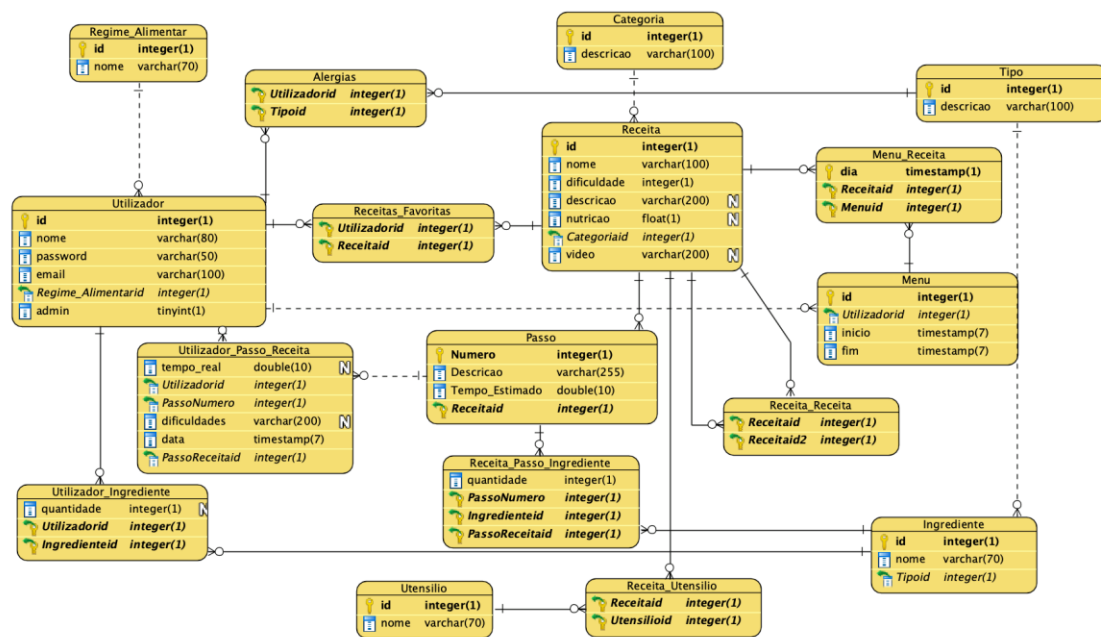 Regime_Alimentar
id integer(1)
nome varchar(70)
Categoria
id integer(1)
descricao varchar(100)
Alergias
Utilizadorid integer(1)
Tipoid integer(1)
Tipo
id integer(1)
descricao varchar(100)
Receita
id integer(1)
nome varchar(100)
dificuldade integer(1)
descricao varchar(200) N
nutricao float(1) N
Categoriaid integer(1)
video varchar(200) N
Menu_Receita
dia timestamp(1)
Receitaid integer(1)
Menuid integer(1)
Utilizador
id integer(1)
nome varchar(80)
password varchar(50)
email varchar(100)
Regime_Alimentarid integer(1)
admin tinyint(1)
Receitas_Favoritas
Utilizadorid integer(1)
Receitaid integer(1)
Menu
id integer(1)
Utilizadorid integer(1)
inicio timestamp(7)
fim timestamp(7)
Utilizador_Passo_Receita
tempo_real double(10) N
Utilizadorid integer(1)
PassoNumero integer(1)
dificuldades varchar(200) N
data timestamp(7)
PassoReceitaid integer(1)
Passo
Numero integer(1)
Descricao varchar(255)
Tempo_Estimado double(10)
Receitaid integer(1)
Receita_Receita
Receitaid integer(1)
Receitaid2 integer(1)
Utilizador_Ingrediente
quantidade integer(1) N
Utilizadorid integer(1)
Ingredienteid integer(1)
Receita_Passo_Ingrediente
quantidade integer(1)
PassoNumero integer(1)
Ingredienteid integer(1)
PassoReceitaid integer(1)
Ingrediente
id integer(1)
nome varchar(70)
Tipoid integer(1)
Utensilio
id integer(1)
nome varchar(70)
Receita_Utensilio
Receitaid integer(1)
Utensilioid integer(1)